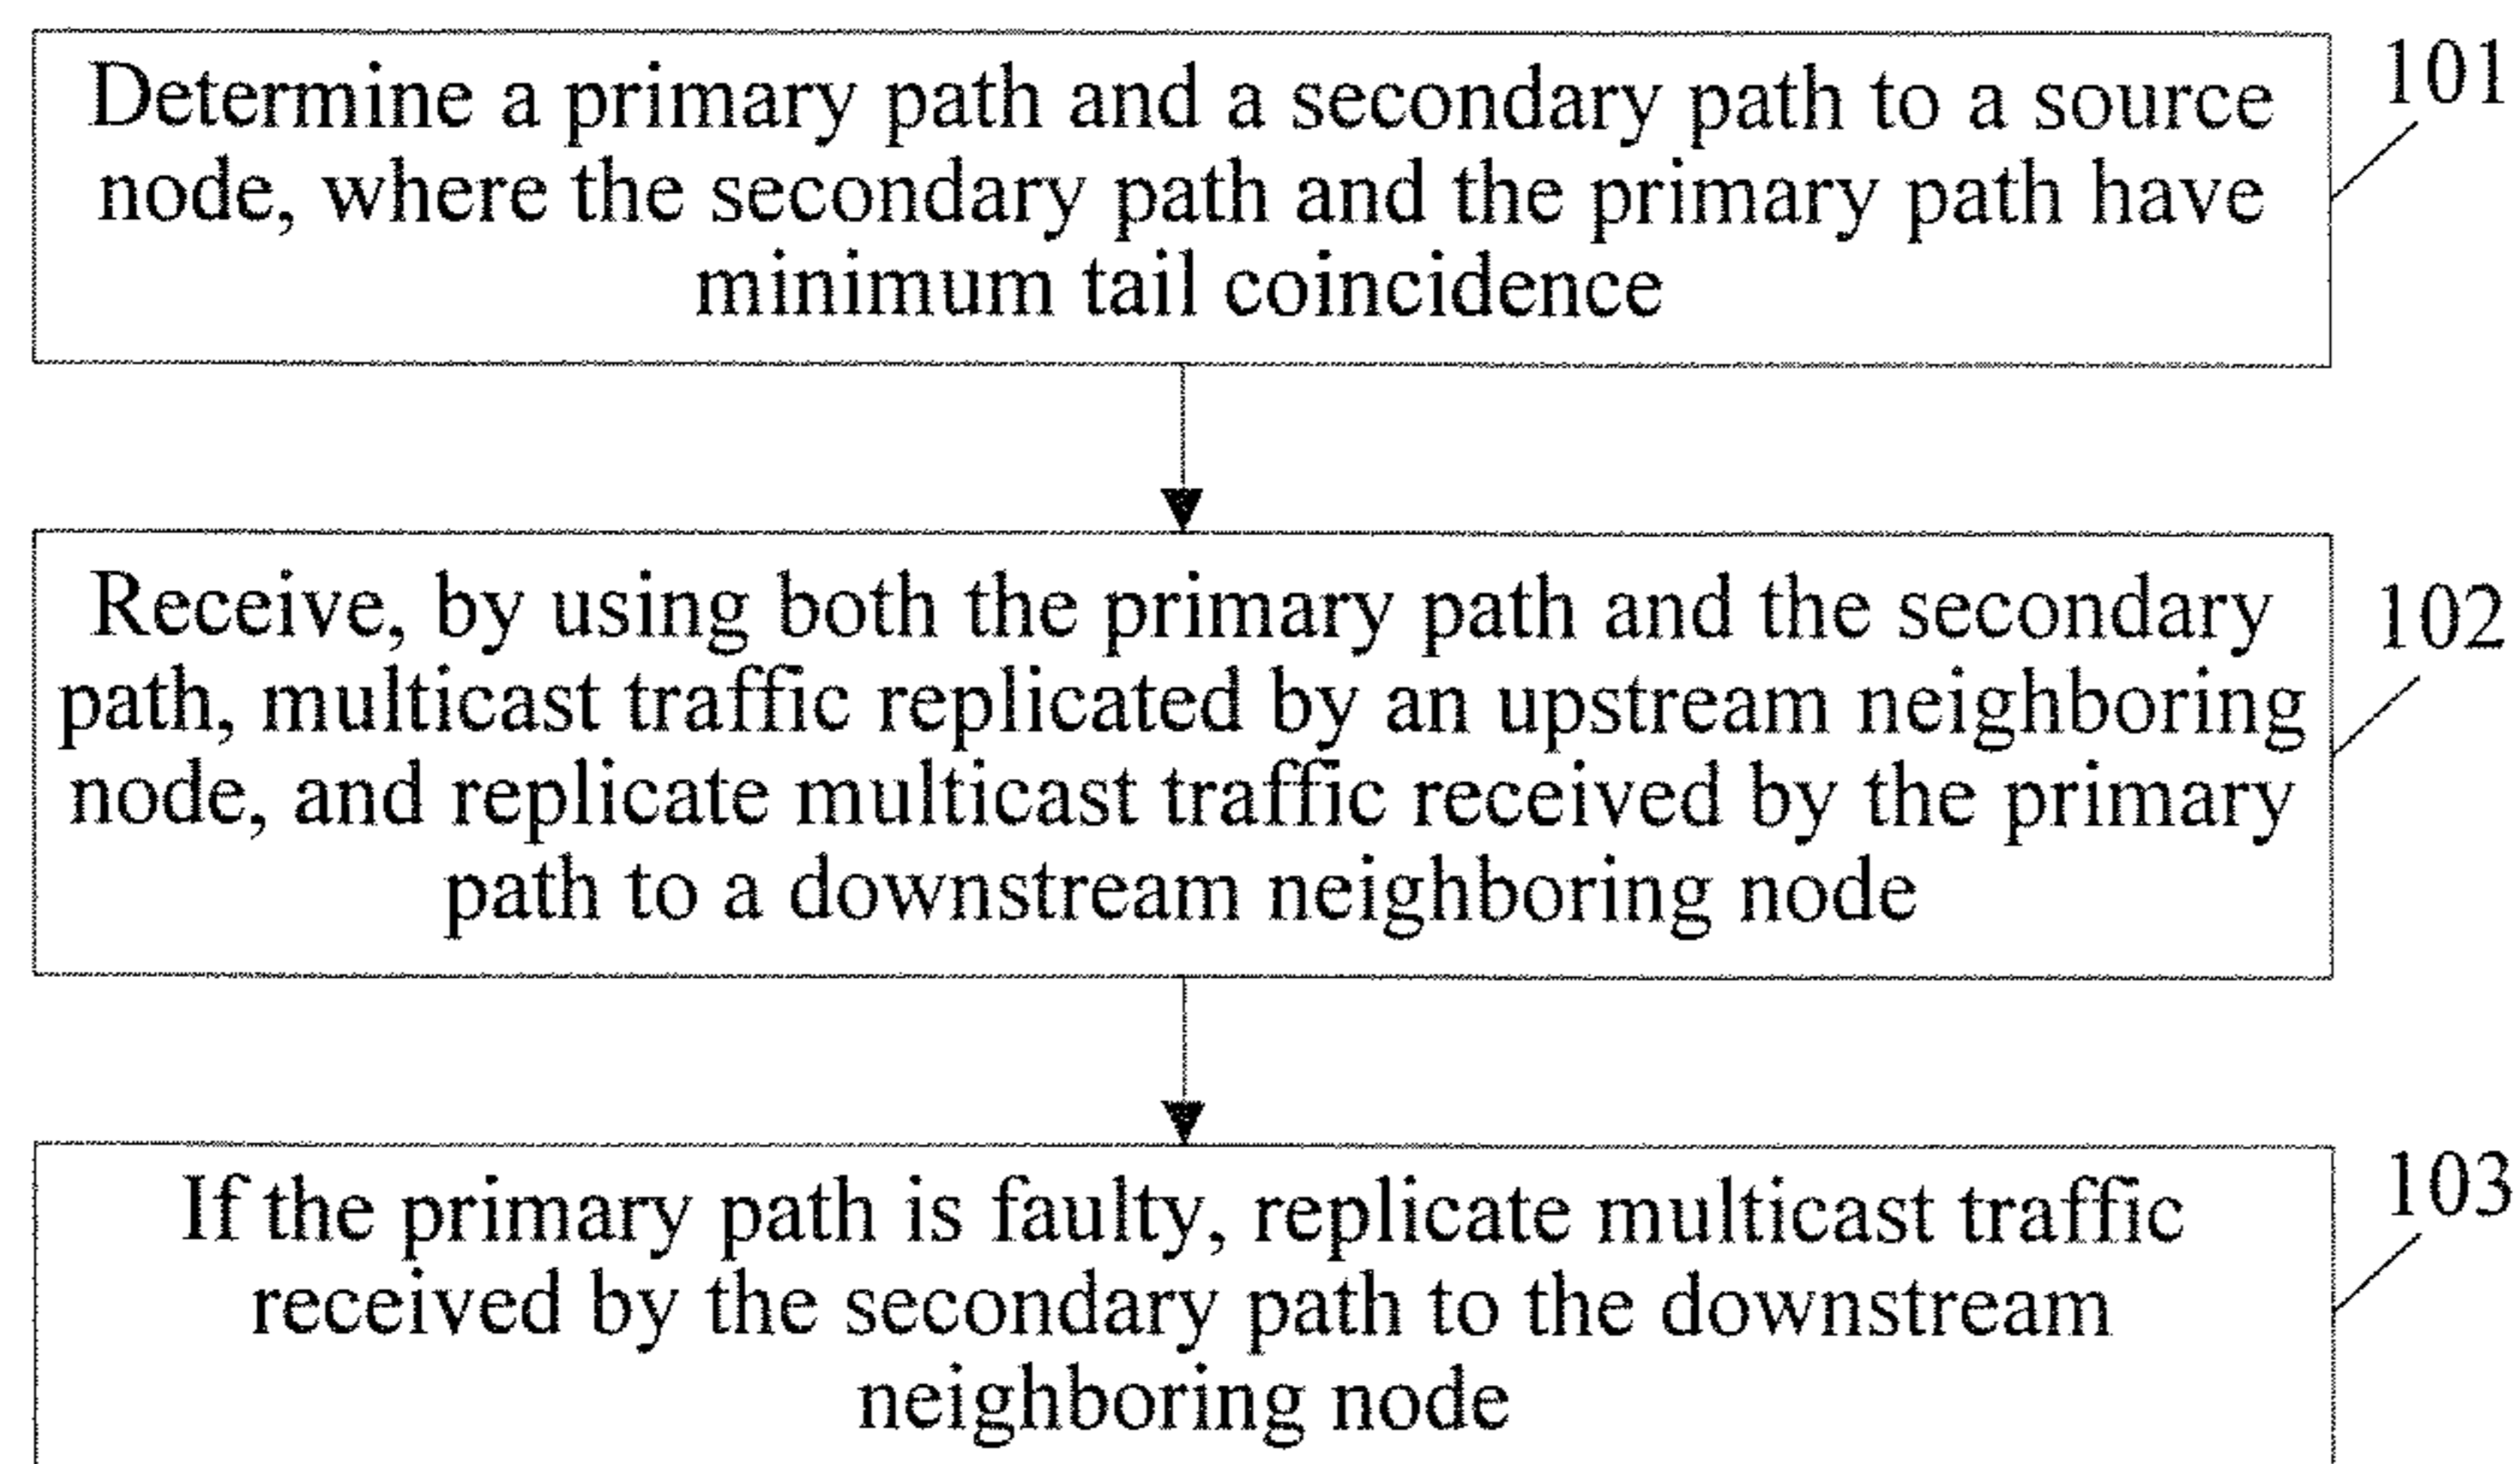 Determine a primary path and a secondary path to a source
node, where the secondary path and the primary path have
minimum tail coincidence
101
Receive, by using both the primary path and the secondary
path, multicast traffic replicated by an upstream neighboring
node, and replicate multicast traffic received by the primary
path to a downstream neighboring node
102
If the primary path is faulty, replicate multicast traffic
received by the secondary path to the downstream
neighboring node
103